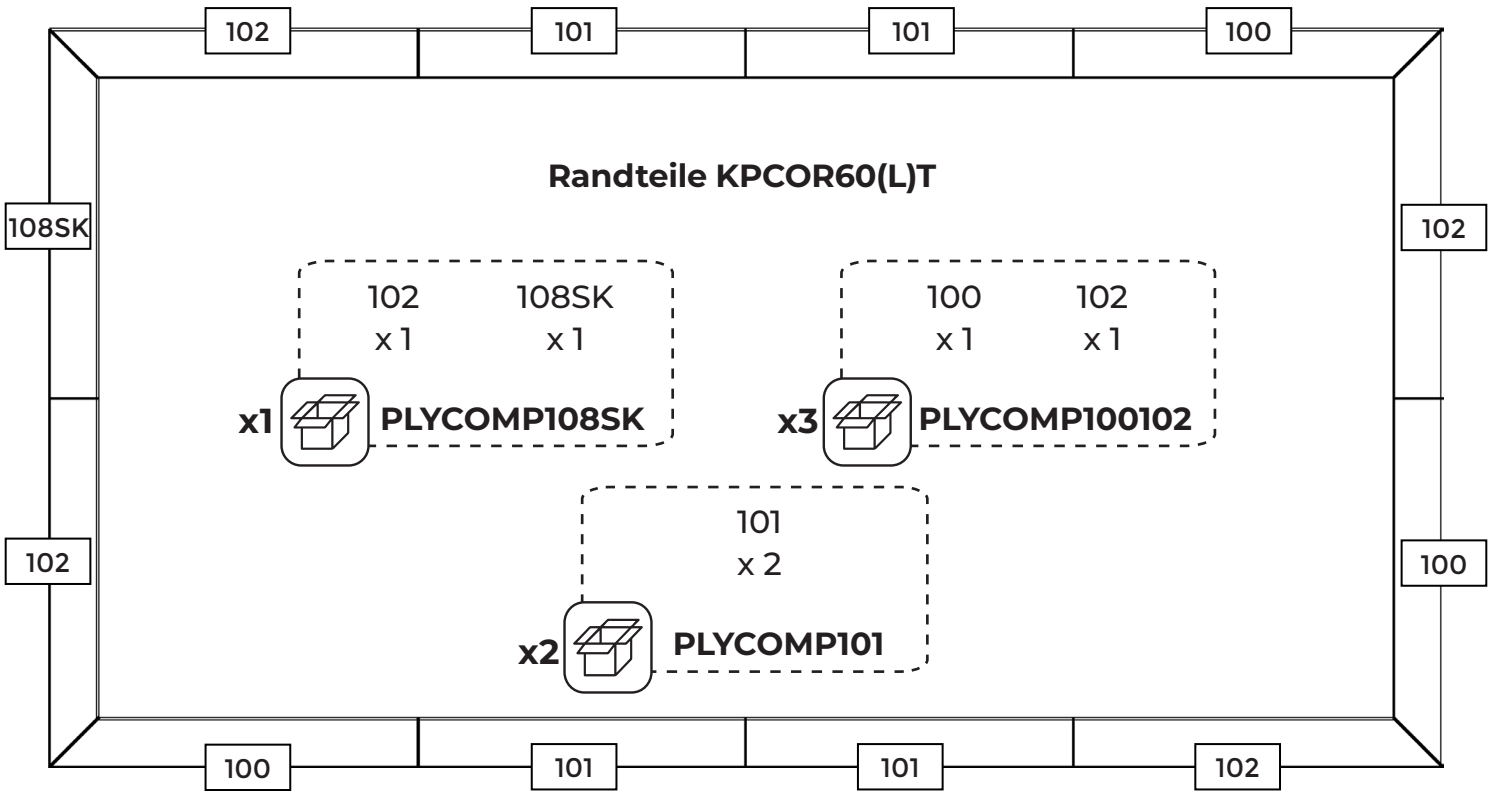 102 101 101 100
Randteile KPCOR60(L)T
108SK 102
102 108SK 100 102
x 1 x 1 x 1 x 1
x1 PLYCOMP108SK x3 PLYCOMP100102
101
x 2
102 100
x2 PLYCOMP101
100 101 101 102